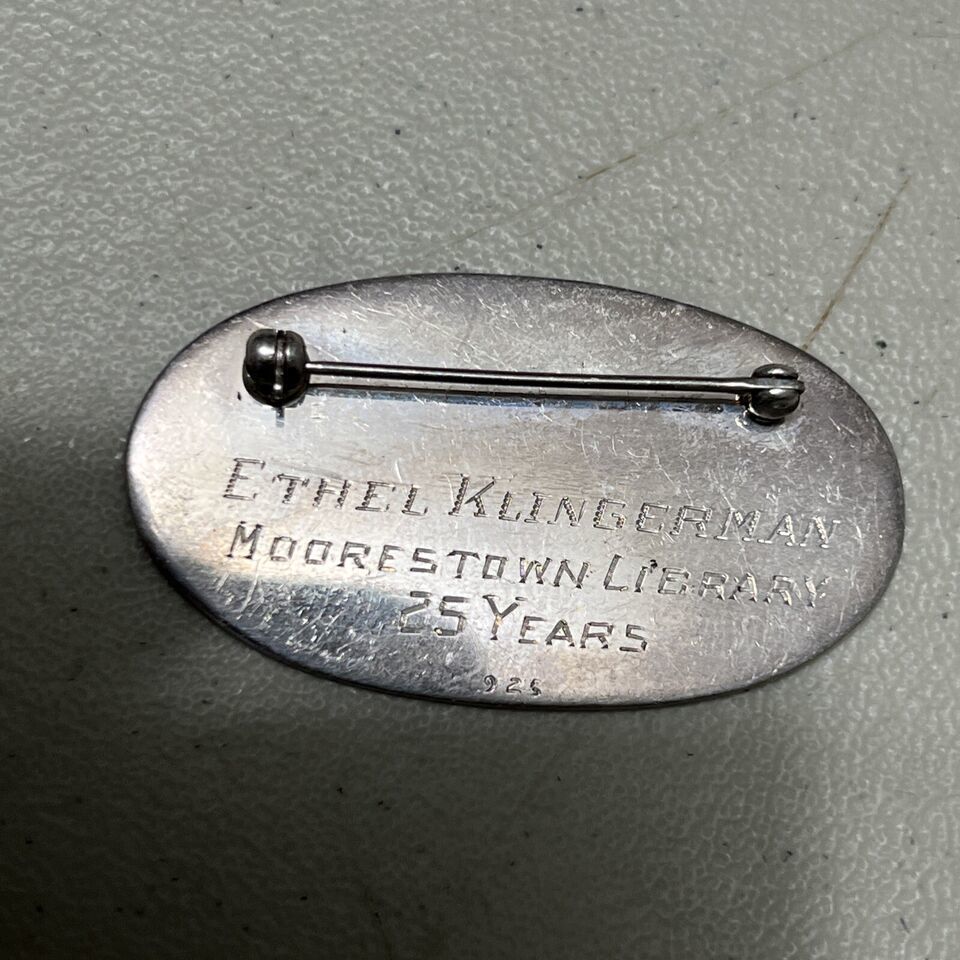 ETHEL KLINGERMAN
MOORESTOWN LIBRARY
25 YEARS
925